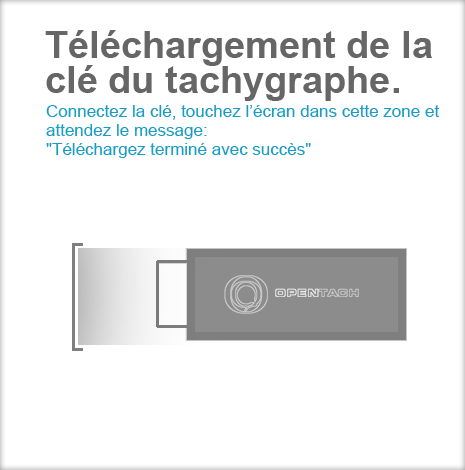 Téléchargement de la
clé du tachygraphe.
Connectez la clé, touchez l'écran dans cette zone et
attendez le message:
"Téléchargez terminé avec succès"
OPENTACH